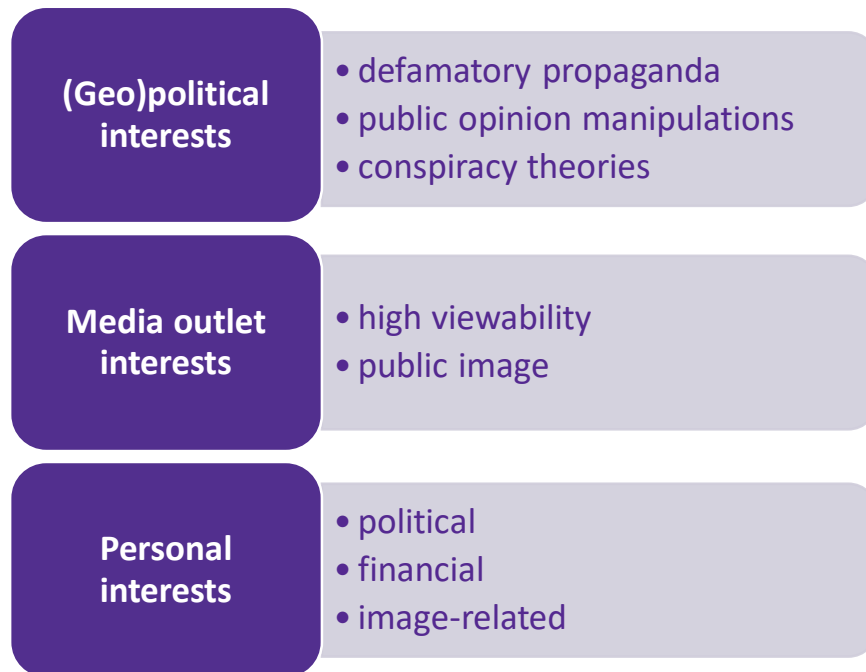 (Geo)political
interests
• defamatory propaganda
• public opinion manipulations
• conspiracy theories
Media outlet
interests
• high viewability
• public image
Personal
interests
• political
• financial
• image-related